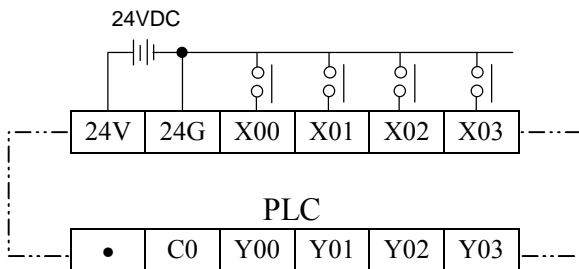 24VDC
24V 24G X00 X01 X02 X03
PLC
• C0 Y00 Y01 Y02 Y03